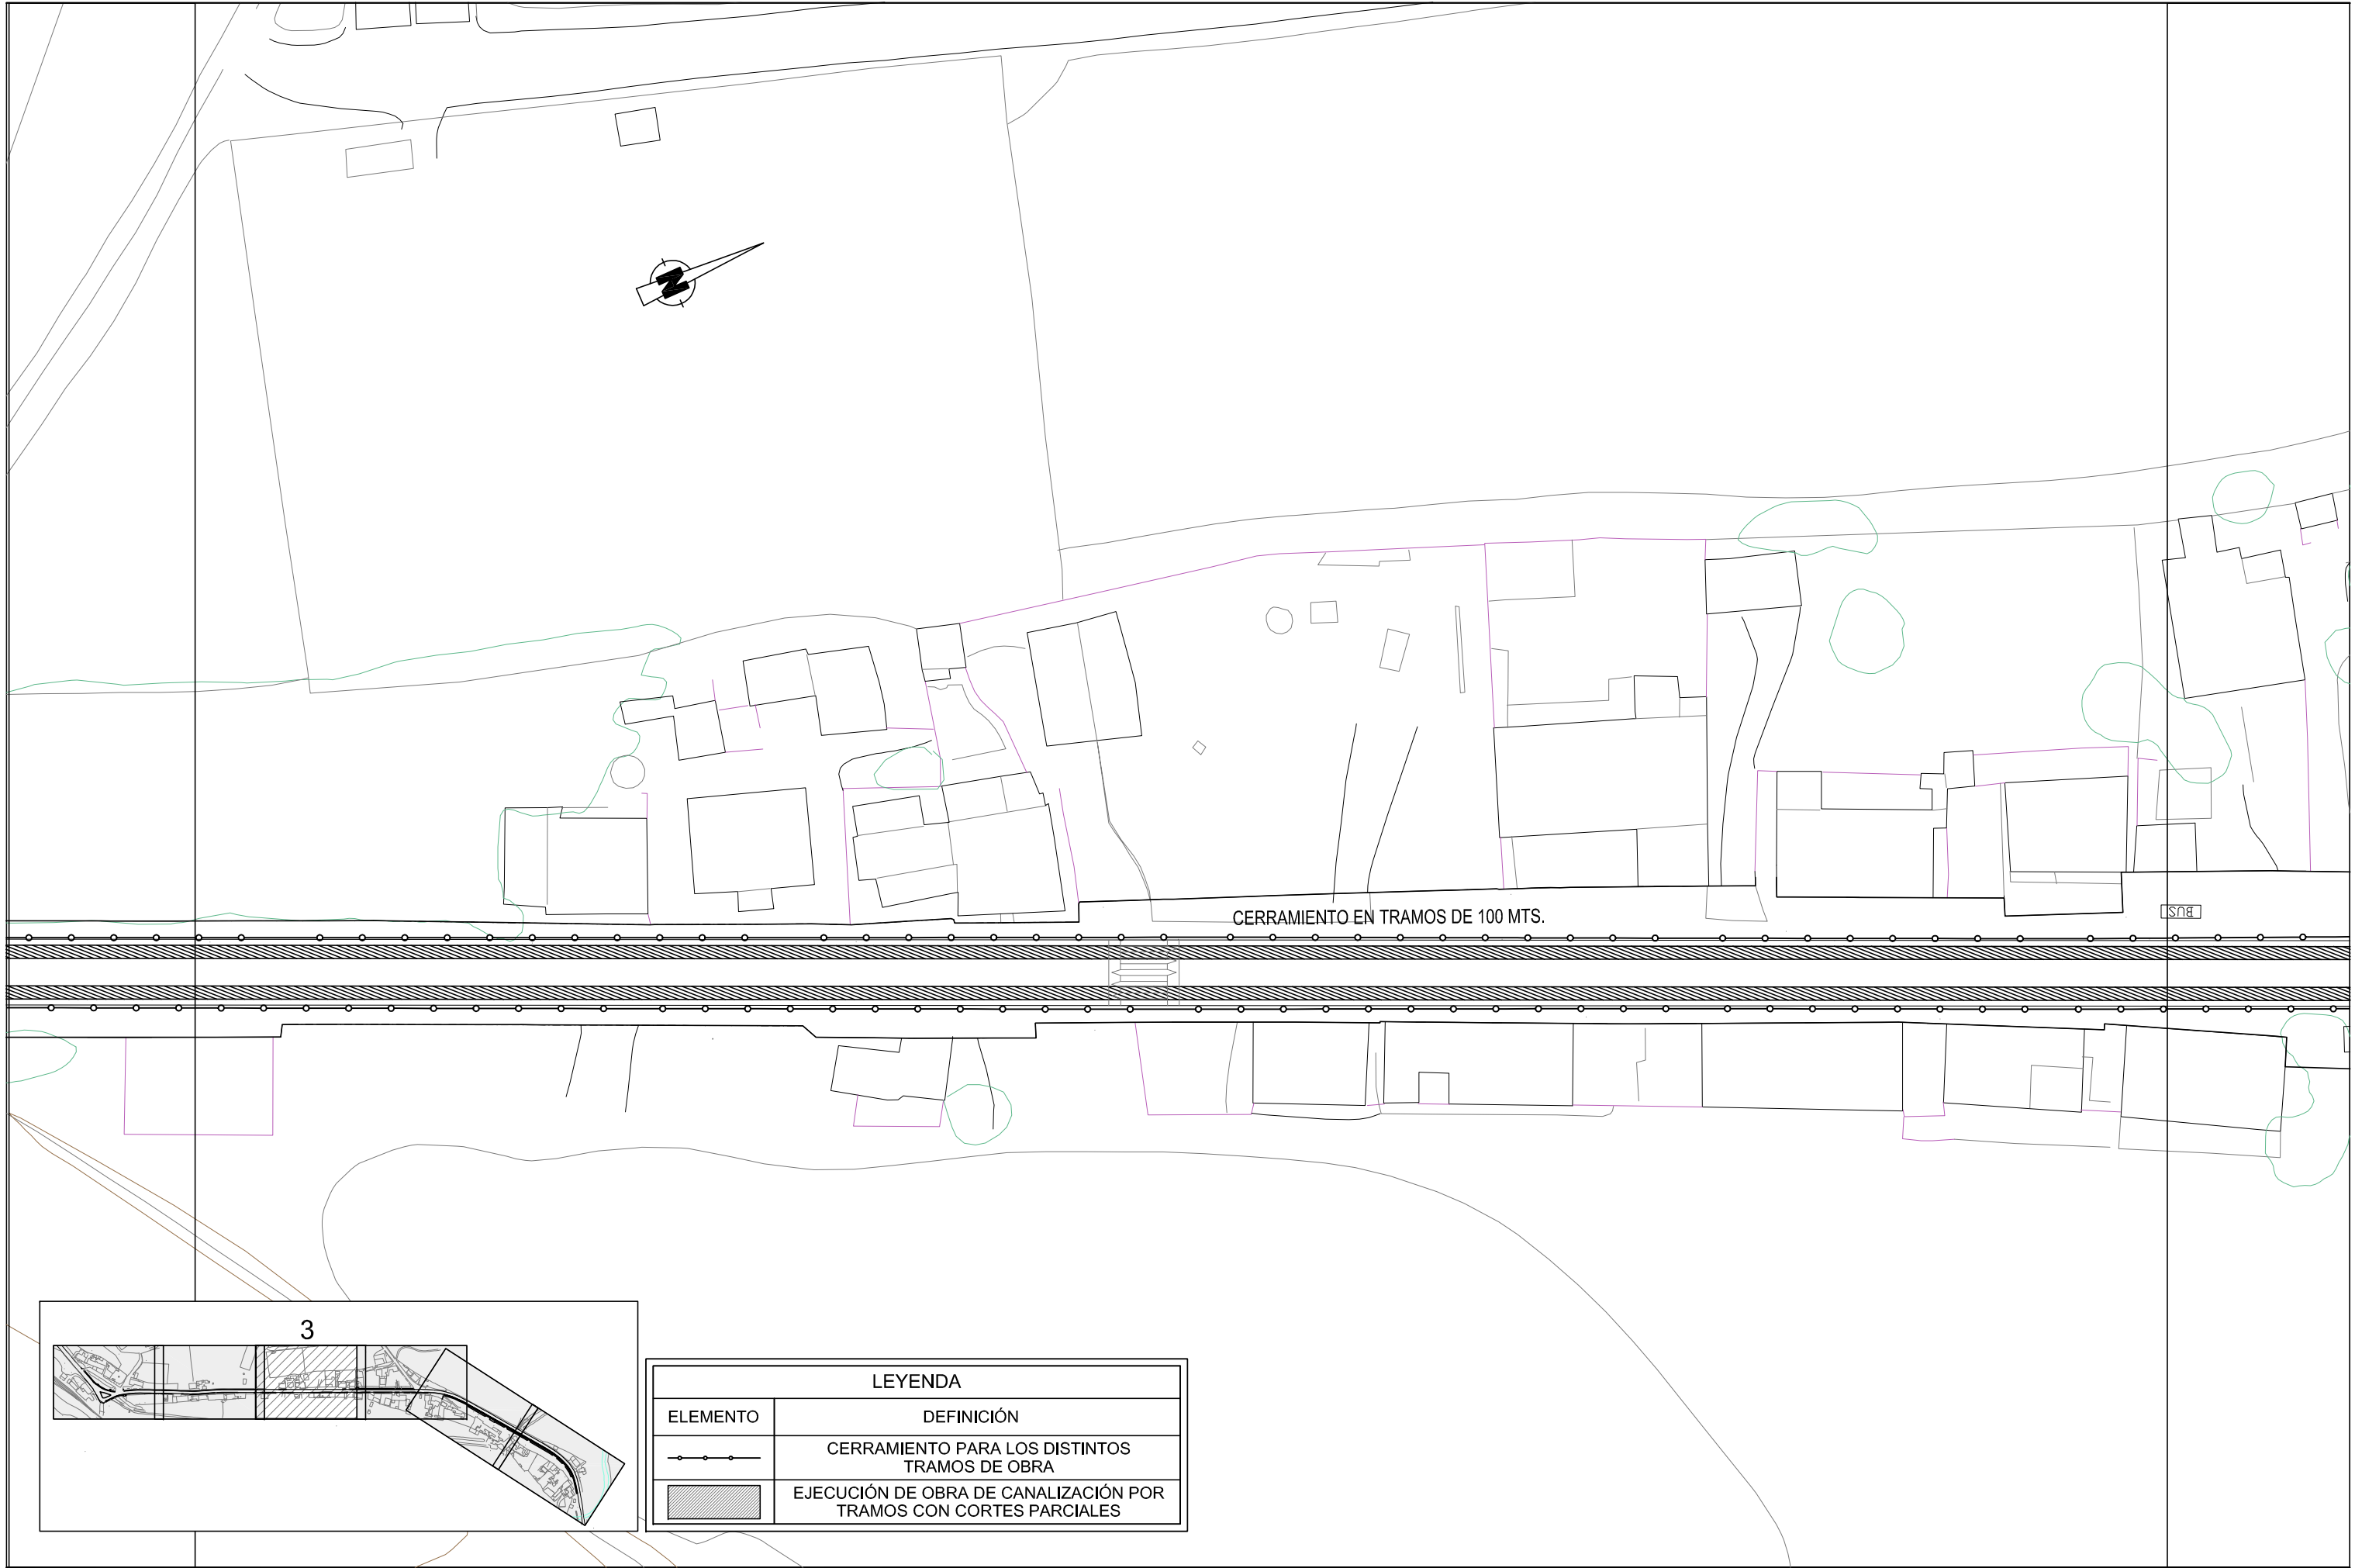 N
CERRAMIENTO EN TRAMOS DE 100 MTS.
BUS
3
LEYENDA
ELEMENTO DEFINICIÓN
CERRAMIENTO PARA LOS DISTINTOS
TRAMOS DE OBRA
EJECUCIÓN DE OBRA DE CANALIZACIÓN POR
TRAMOS CON CORTES PARCIALES